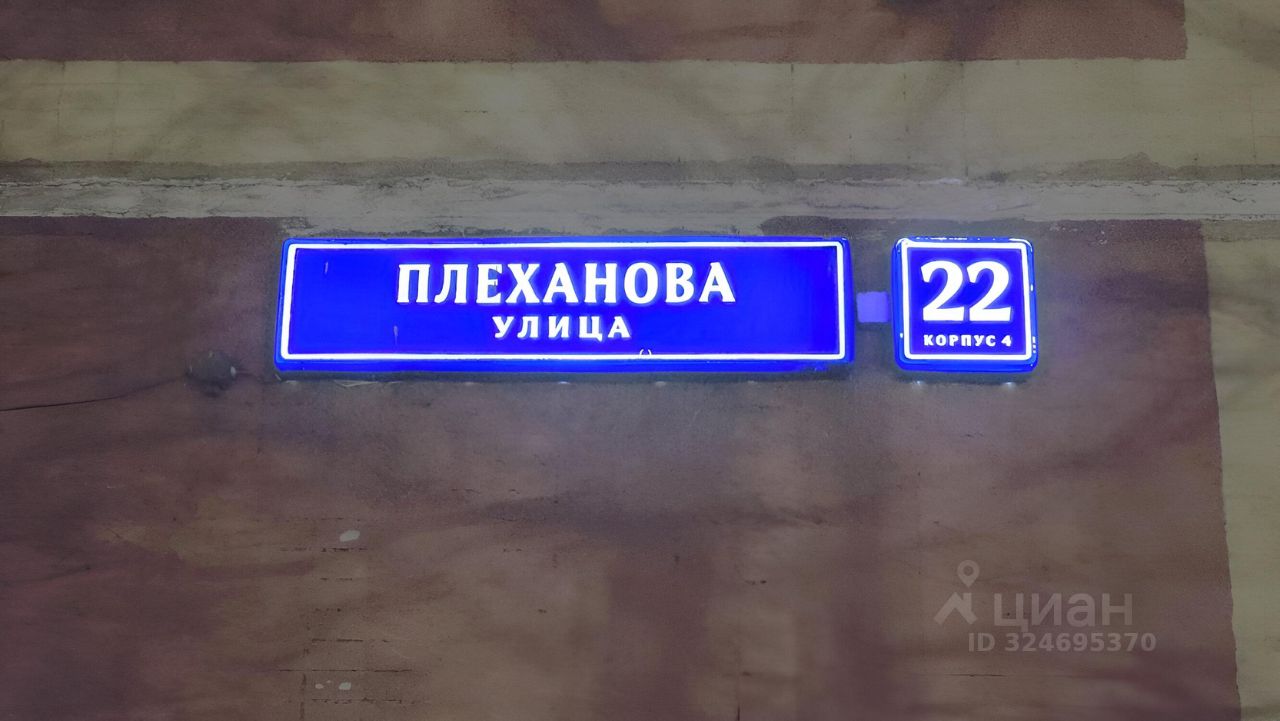 ПЛЕХАНОВА
УЛИЦА
22
КОРПУС 4
циан
ID 324695370